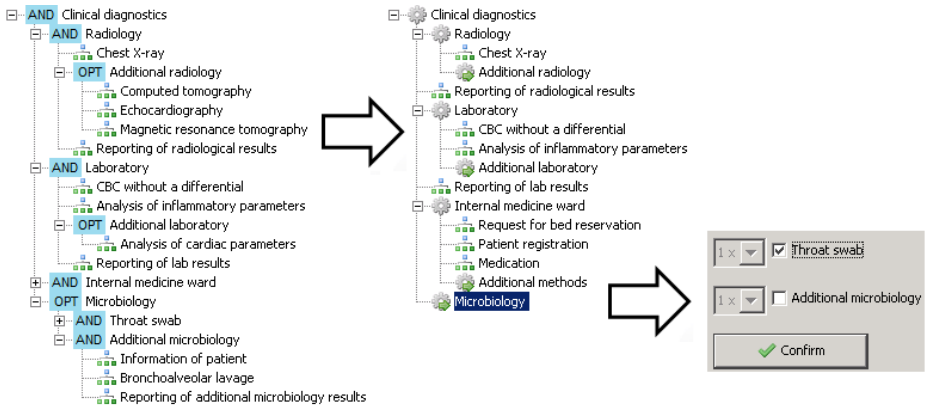 AND Clinical diagnostics
AND Radiology
Chest X-ray
OPT Additional radiology
Computed tomography
Echocardiography
Magnetic resonance tomography
Reporting of radiological results
AND Laboratory
CBC without a differential
Analysis of inflammatory parameters
OPT Additional laboratory
Analysis of cardiac parameters
Reporting of lab results
AND Internal medicine ward
OPT Microbiology
AND Throat swab
AND Additional microbiology
Information of patient
Bronchoalveolar lavage
Reporting of additional microbiology results
Clinical diagnostics
Radiology
Chest X-ray
Additional radiology
Reporting of radiological results
Laboratory
CBC without a differential
Analysis of inflammatory parameters
Additional laboratory
Reporting of lab results
Internal medicine ward
Request for bed reservation
Patient registration
Medication
Additional methods
Microbiology
1 x Throat swab
1 x Additional microbiology
Confirm